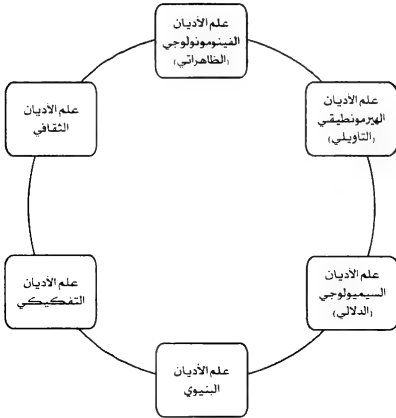 علم الأديان
الفينومونولوجي
(الظاهراتي)
علم الأديان
الهيرمونطيقي
(التاويلي)
علم الأديان
السيميولوجي
(الدلالي)
علم الأديان
البنيوي
علم الأديان
التفكيكي
علم الأديان
الثقافي